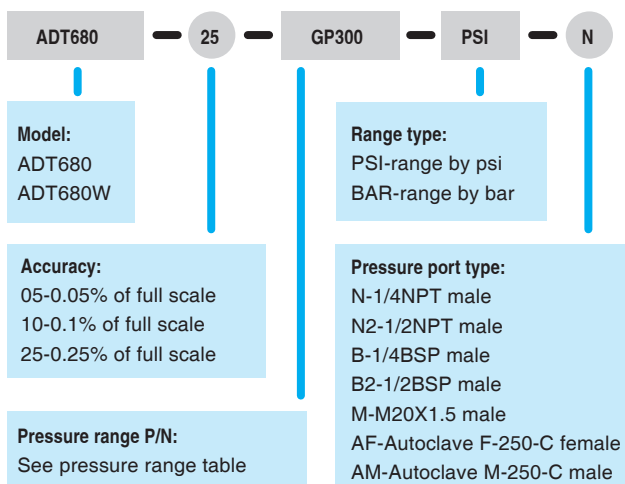 ADT680 25 GP300 PSI N
Model:
ADT680
ADT680W
Accuracy:
05-0.05% of full scale
10-0.1% of full scale
25-0.25% of full scale
Pressure range P/N:
See pressure range table
Range type:
PSI-range by psi
BAR-range by bar
Pressure port type:
N-1/4NPT male
N2-1/2NPT male
B-1/4BSP male
B2-1/2BSP male
M-M20X1.5 male
AF-Autoclave F-250-C female
AM-Autoclave M-250-C male